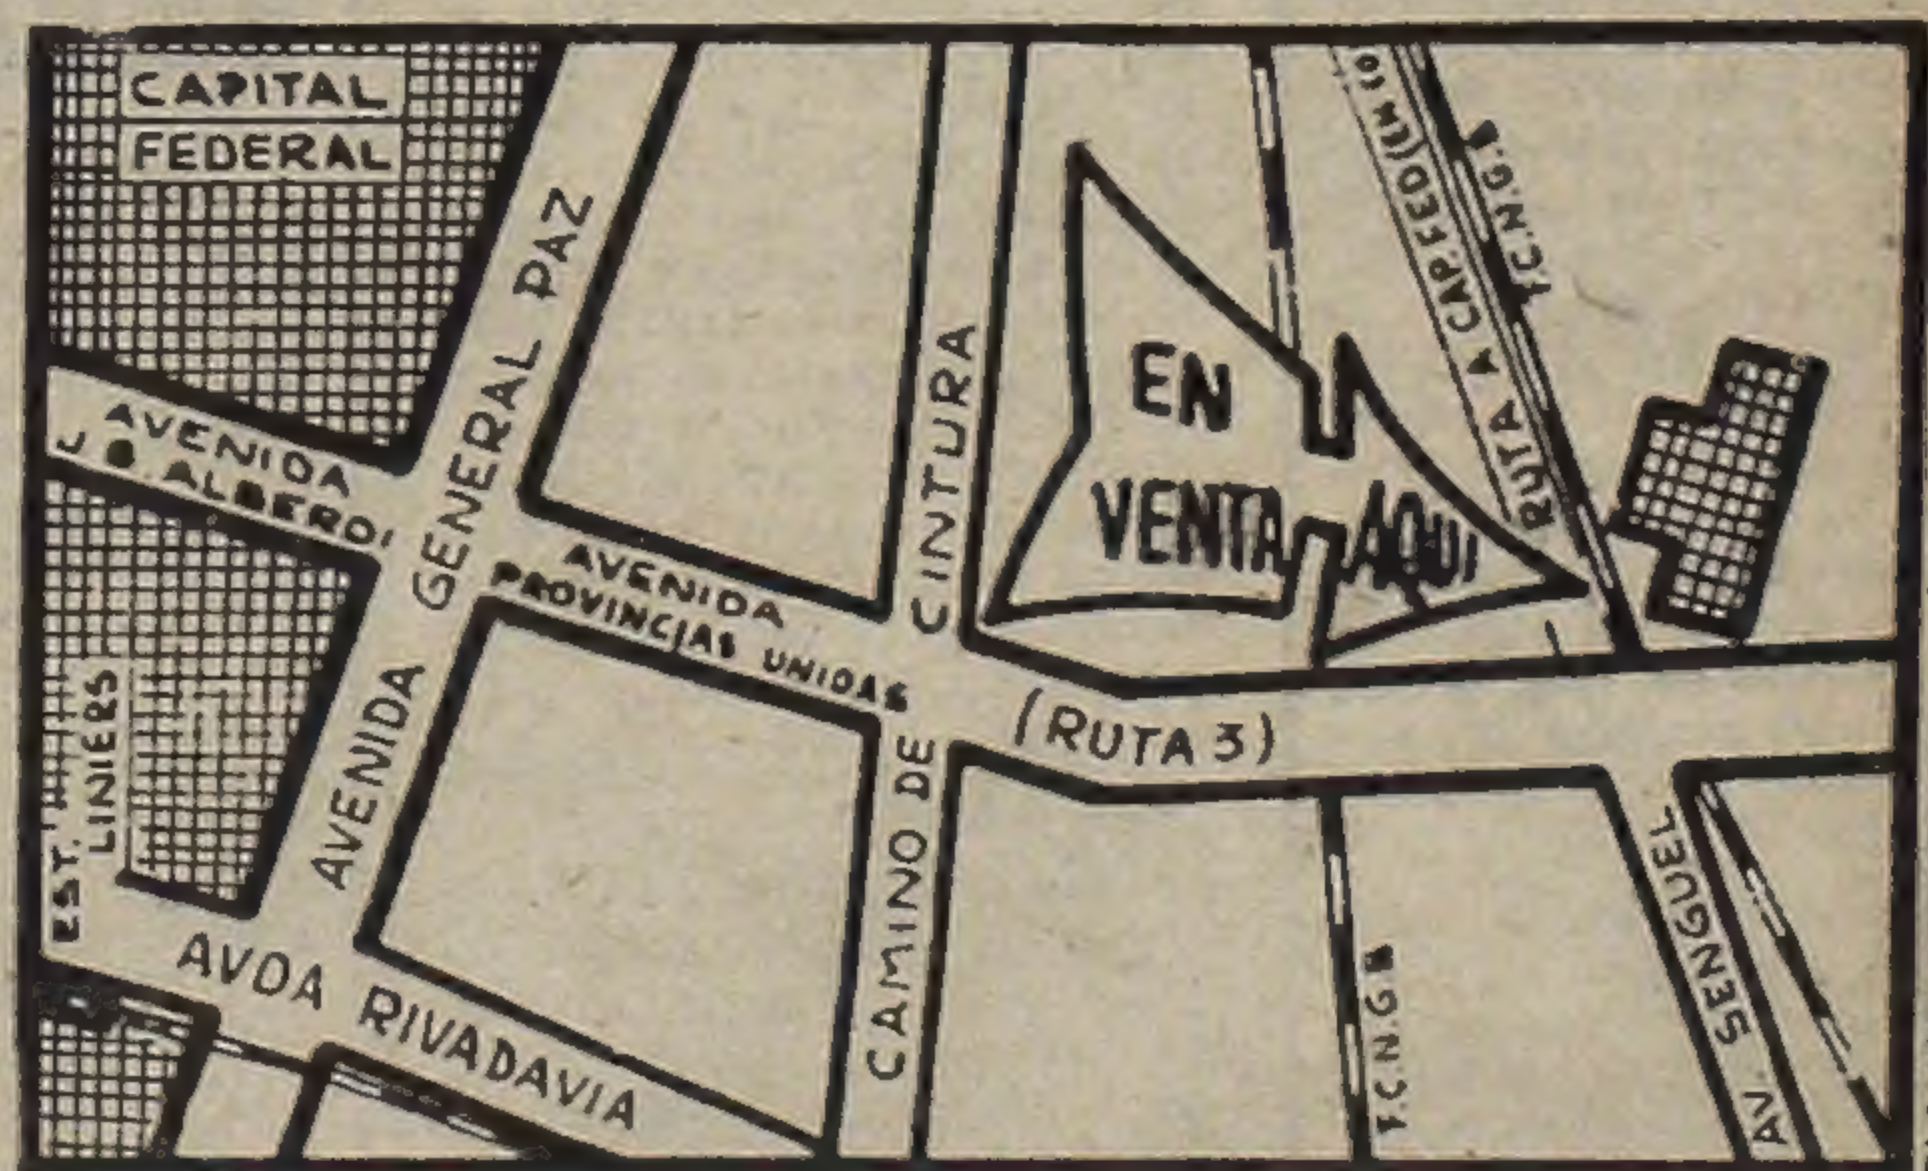 CAPITAL
FEDERAL
AVENIDA
J. B. ALBERDI
AVENIDA GENERAL PAZ
EST.
LINIERS
AVDA RIVADAVIA
AVENIDA
PROVINCIAS UNIDAS
(RUTA 3)
CAMINO DE CINTURA
EN
VENTA AQUI
RUTA A CAP. FED
F.C.N.G.B
F.C.N.G B
AV. SENGUEL